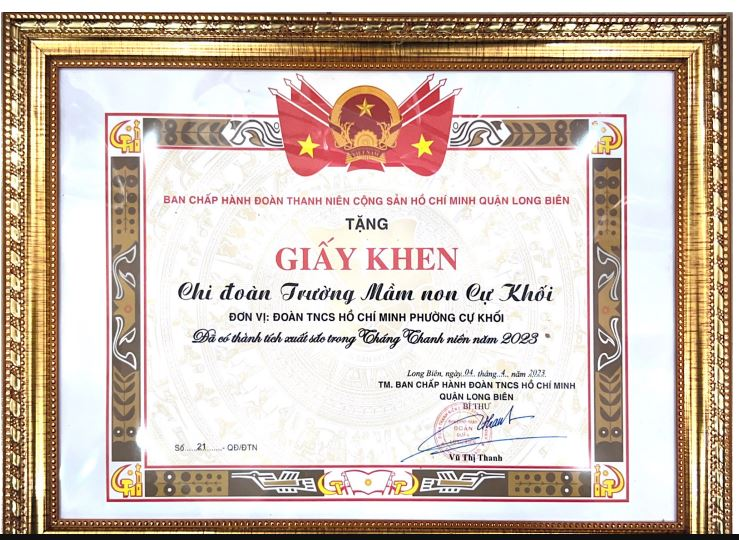 VIỆT NAM
BAN CHẤP HÀNH ĐOÀN THANH NIÊN CỘNG SẢN HỒ CHÍ MINH QUẬN LONG BIÊN
TẶNG
GIẤY KHEN
Chi đoàn Trường Mầm non Cự Khối
ĐƠN VỊ: ĐOÀN TNCS HỒ CHÍ MINH PHƯỜNG CỰ KHỐI
Đã có thành tích xuất sắc trong Tháng Thanh niên năm 2023
Long Biên, ngày 04 tháng 4 năm 2023
TM. BAN CHẤP HÀNH ĐOÀN TNCS HỒ CHÍ MINH
QUẬN LONG BIÊN
BÍ THƯ
ĐOÀN
Vũ Thị Thanh
Số.....21.......- QĐ/ĐTN